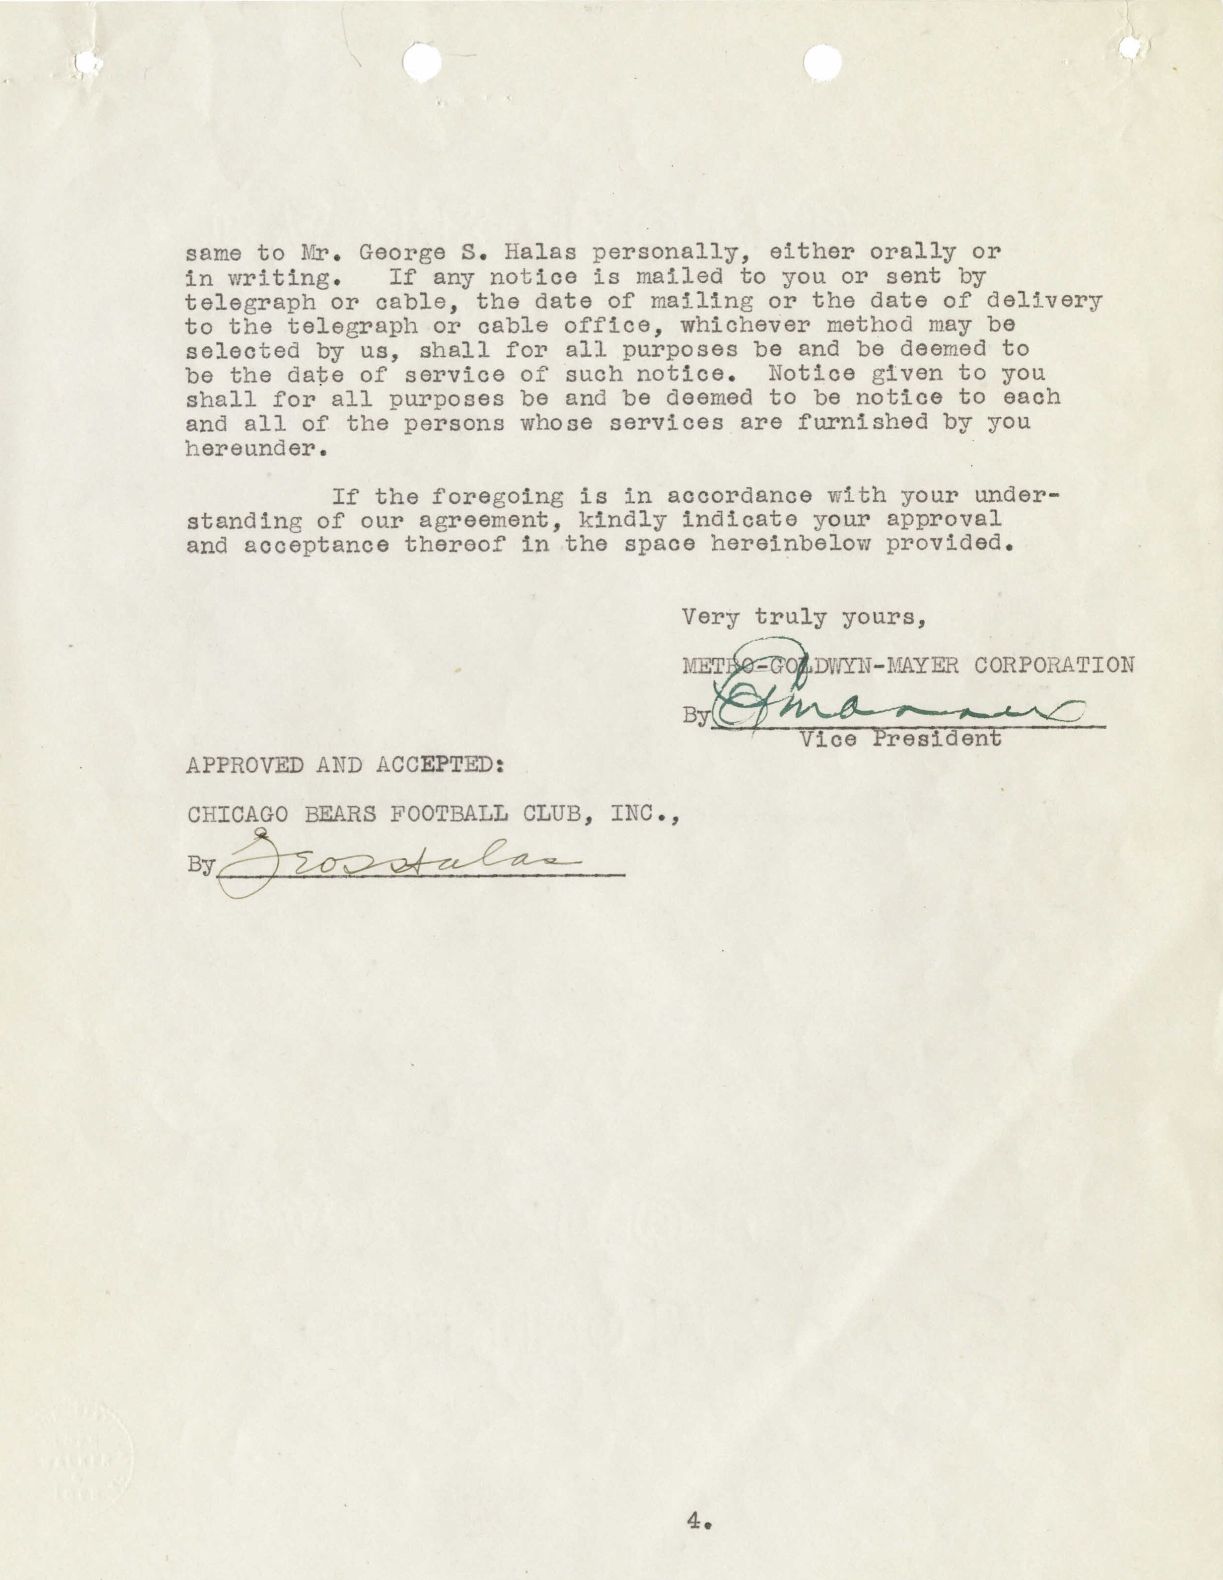 same to Mr. George S. Halas personally, either orally or
in writing. If any notice is mailed to you or sent by
telegraph or cable, the date of mailing or the date of delivery
to the telegraph or cable office, whichever method may be
selected by us, shall for all purposes be and be deemed to
be the date of service of such notice. Notice given to you
shall for all purposes be and be deemed to be notice to each
and all of the persons whose services are furnished by you
hereunder.
If the foregoing is in accordance with your under-
standing of our agreement, kindly indicate your approval
and acceptance thereof in the space hereinbelow provided.
Very truly yours,
METRO-GOLDWYN-MAYER CORPORATION
By
Vice President
APPROVED AND ACCEPTED:
CHICAGO BEARS FOOTBALL CLUB, INC.,
By Geo S Halas
4.